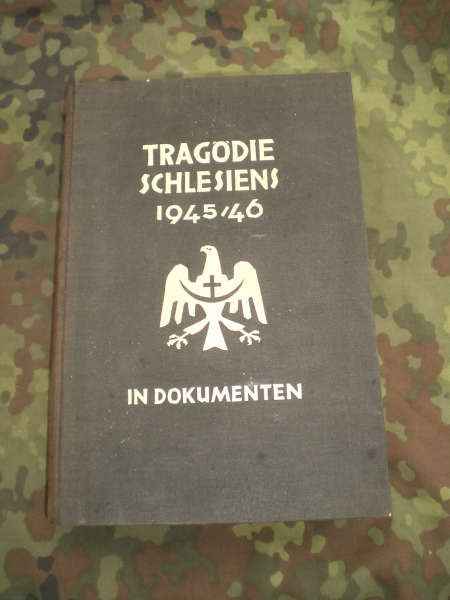 TRAGÖDIE
SCHLESIENS
1945/46
IN DOKUMENTEN